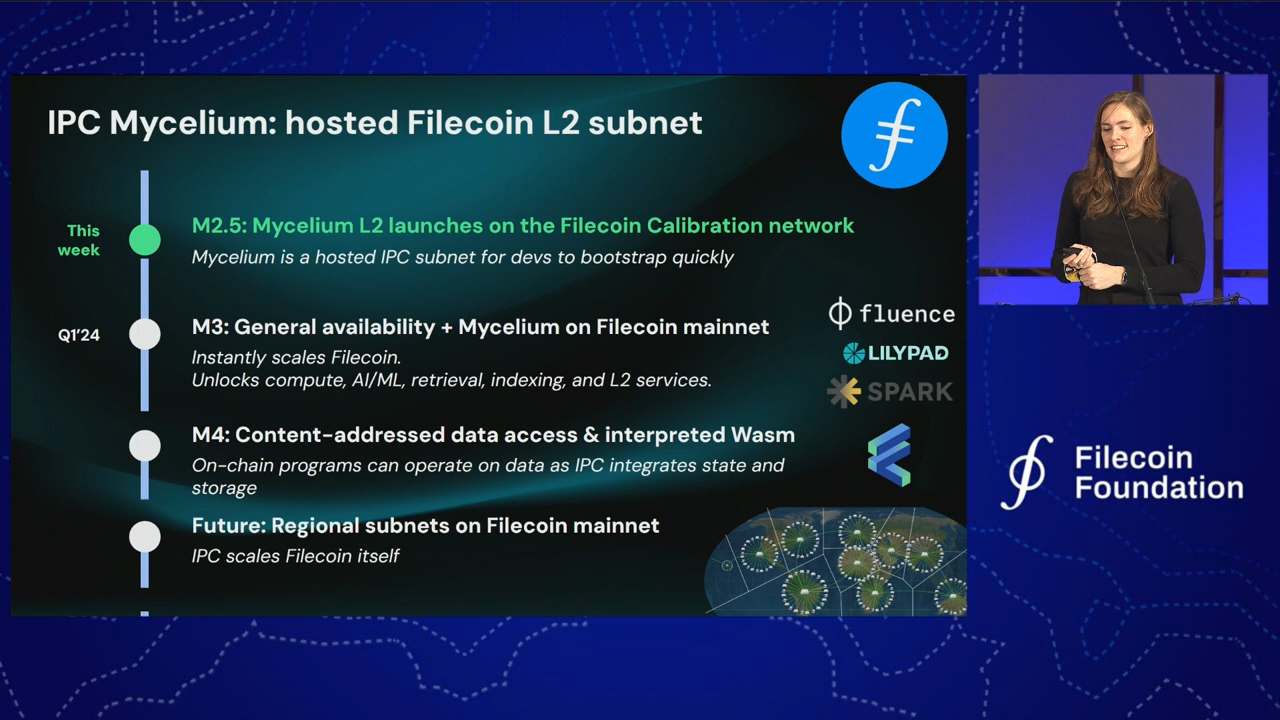 IPC Mycelium: hosted Filecoin L2 subnet
This
week
M2.5: Mycelium L2 launches on the Filecoin Calibration network
Mycelium is a hosted IPC subnet for devs to bootstrap quickly
Q1'24
M3: General availability + Mycelium on Filecoin mainnet
Instantly scales Filecoin.
Unlocks compute, AI/ML, retrieval, indexing, and L2 services.
fluence
LILYPAD
SPARK
M4: Content-addressed data access & interpreted Wasm
On-chain programs can operate on data as IPC integrates state and
storage
Future: Regional subnets on Filecoin mainnet
IPC scales Filecoin itself
Filecoin
Foundation